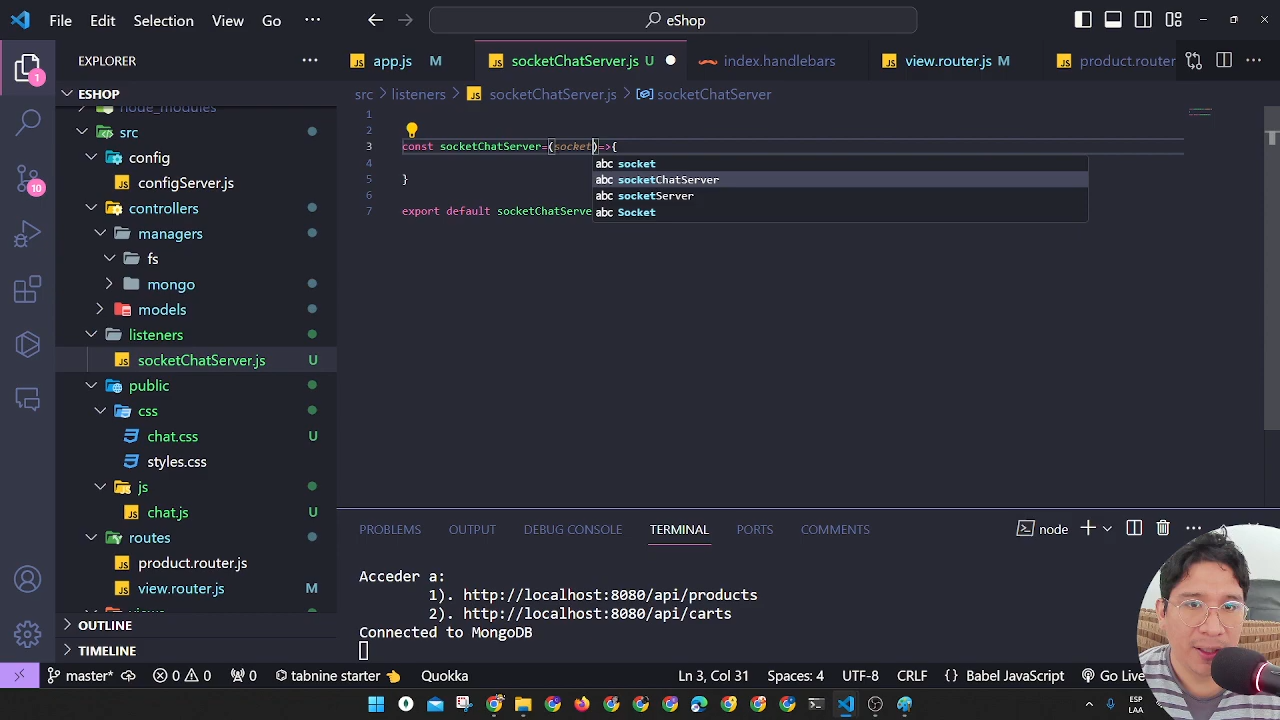 File Edit Selection View Go ··· eShop
1
EXPLORER ···
app.js M socketChatServer.js U index.handlebars view.router.js M product.router
ESHOP
src > listeners > socketChatServer.js > socketChatServer
node_modules
src
config
configServer.js
controllers
managers
fs
mongo
models
listeners
socketChatServer.js U
public
css
chat.css U
styles.css
js
chat.js U
routes
product.router.js
view.router.js M
OUTLINE
TIMELINE
10
1
2
3 const socketChatServer=(socket)=>{
4
5 }
6
7 export default socketChatServe
abc socket
abc socketChatServer
abc socketServer
abc Socket
PROBLEMS OUTPUT DEBUG CONSOLE TERMINAL PORTS COMMENTS node
Acceder a:
1). http://localhost:8080/api/products
2). http://localhost:8080/api/carts
Connected to MongoDB
master* 0 0 0 tabnine starter Quokka Ln 3, Col 31 Spaces: 4 UTF-8 CRLF {} Babel JavaScript Go Live
ESP
LAA